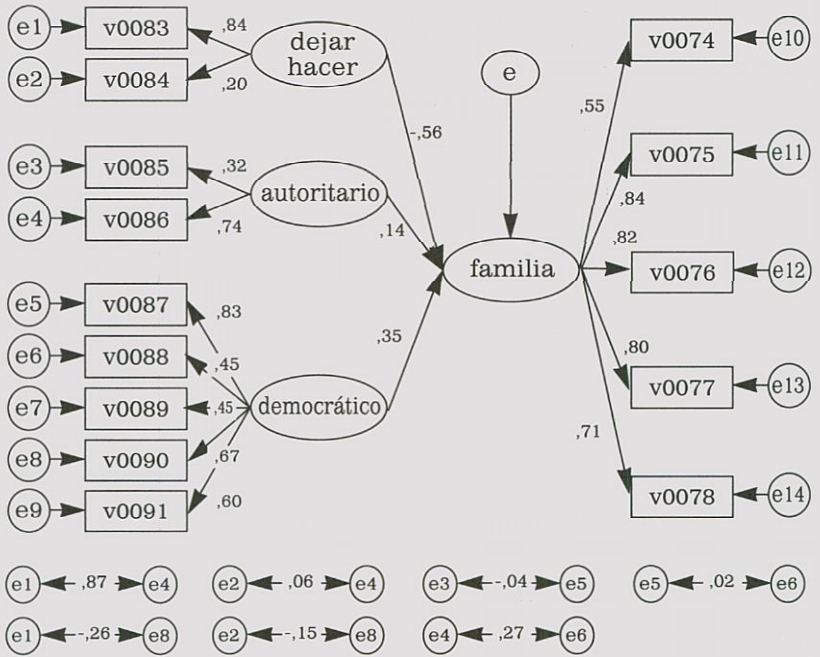 e1 v0083 ,84 dejar hacer
e2 v0084 ,20
e v0074 e10
-,56 ,55
e3 v0085 ,32 autoritario
e4 v0086 ,74 ,14
v0075 e11
,84
,82
familia v0076 e12
e5 v0087 ,83
e6 v0088 ,45
e7 v0089 ,45 democrático ,35
e8 v0090 ,67
e9 v0091 ,60
,80
v0077 e13
,71
v0078 e14
e1 ,87 e4 e2 ,06 e4 e3 -,04 e5 e5 ,02 e6
e1 -,26 e8 e2 -,15 e8 e4 ,27 e6